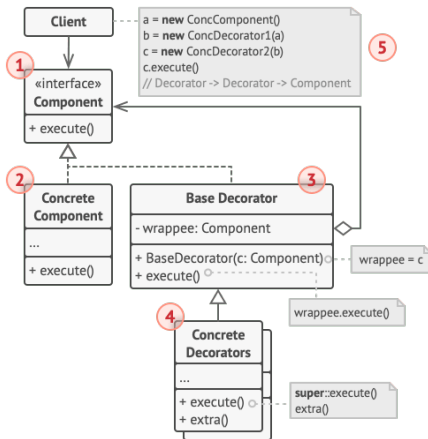 Client
a = new ConcComponent()
b = new ConcDecorator1(a)
c = new ConcDecorator2(b)
c.execute()
// Decorator -> Decorator -> Component
5
1
«interface»
Component
+ execute()
2
Concrete
Component
...
+ execute()
3
Base Decorator
- wrappee: Component
+ BaseDecorator(c: Component)
+ execute()
wrappee = c
wrappee.execute()
4
Concrete
Decorators
...
+ execute()
+ extra()
super::execute()
extra()